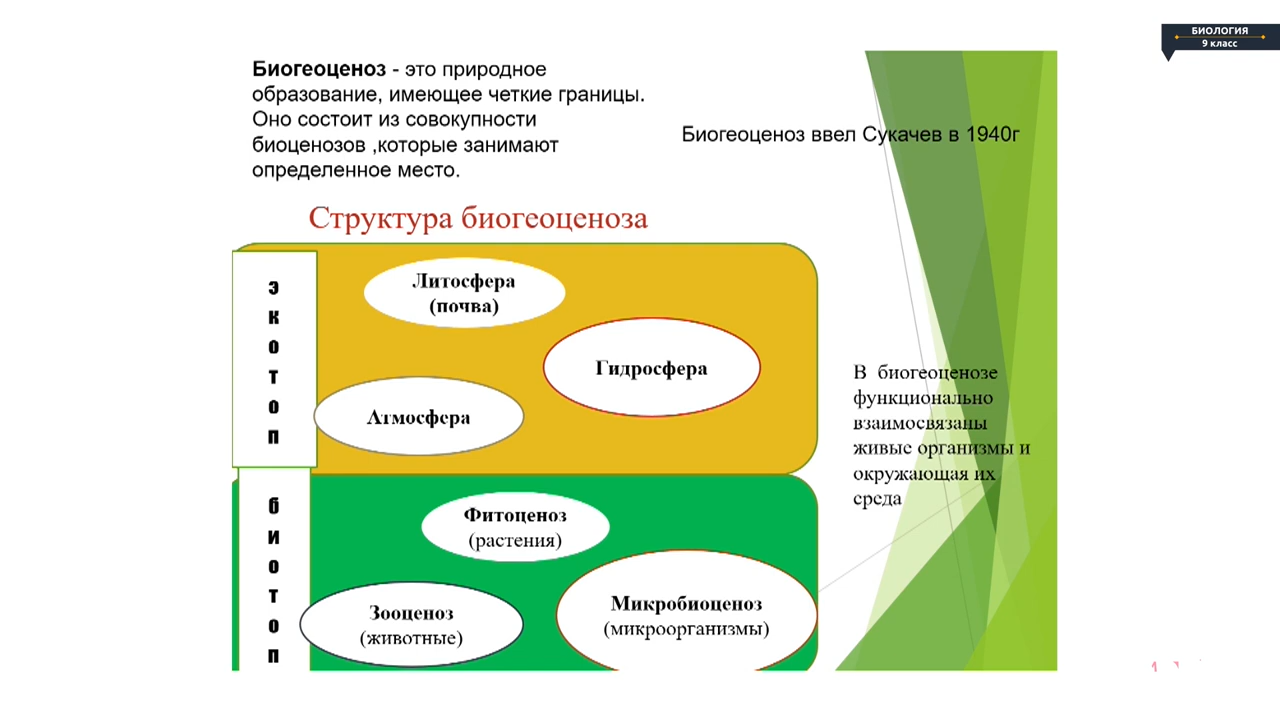 БИОЛОГИЯ
9 класс
Биогеоценоз - это природное
образование, имеющее четкие границы.
Оно состоит из совокупности
биоценозов ,которые занимают
определенное место.
Биогеоценоз ввел Сукачев в 1940г
Структура биогеоценоза
э
к
о
т
о
п
Литосфера
(почва)
Гидросфера
Атмосфера
б
и
о
т
о
п
Фитоценоз
(растения)
Зооценоз
(животные)
Микробиоценоз
(микроорганизмы)
В биогеоценозе
функционально
взаимосвязаны
живые организмы и
окружающая их
среда